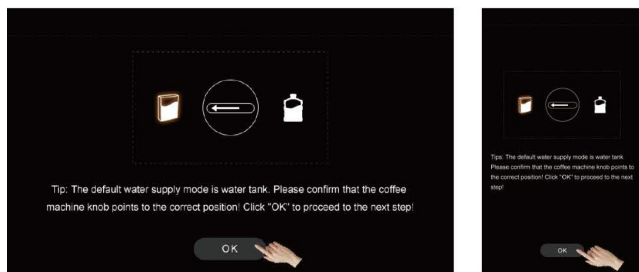 Tip: The default water supply mode is water tank. Please confirm that the coffee
machine knob points to the correct position! Click "OK" to proceed to the next step!
OK
Tips: The default water supply mode is water tank.
Please confirm that the coffee machine knob points to
the correct position! Click "OK" to proceed to the next
step!
OK